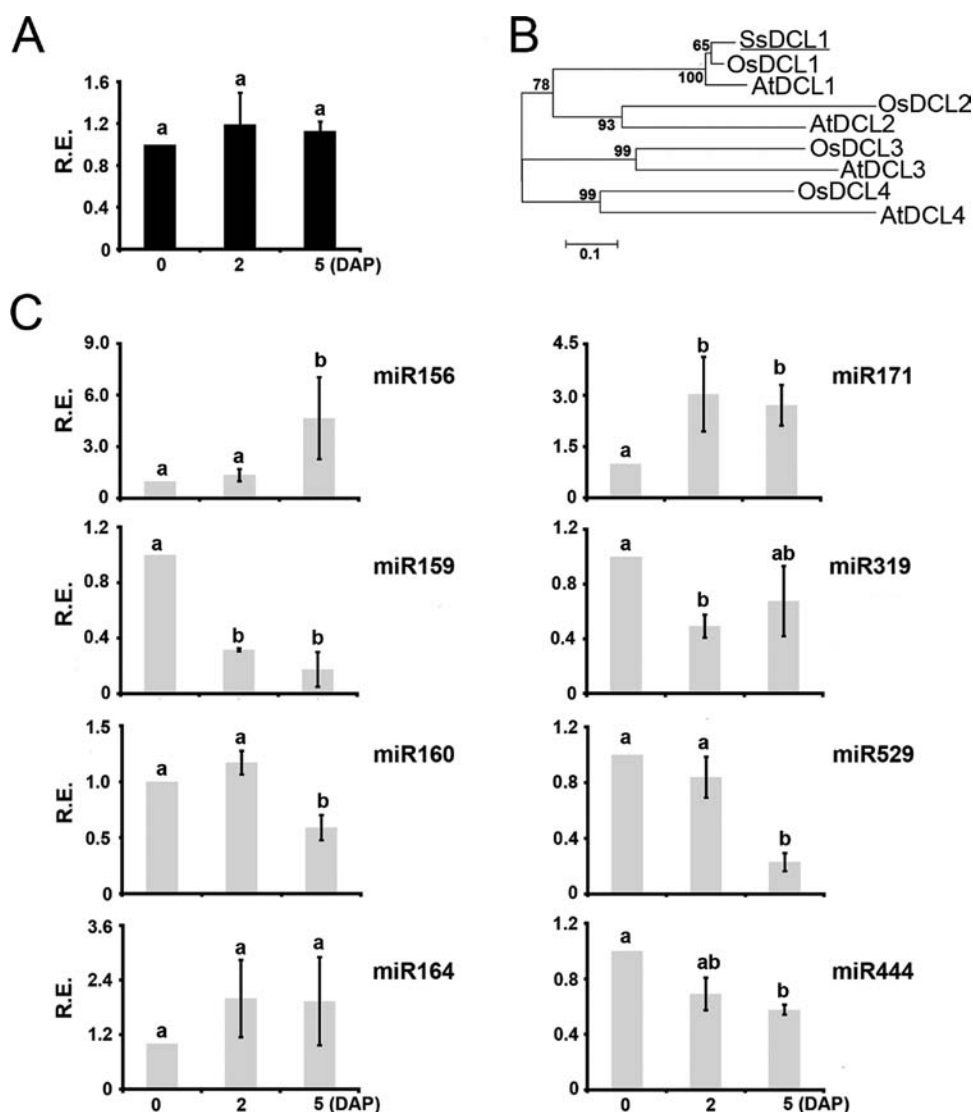 A
1.6
1.2
0.8
0.4
0
R.E.
a
a
a
0
2
5 (DAP)
B
65
100
78
93
99
99
SsDCL1
OsDCL1
AtDCL1
OsDCL2
AtDCL2
OsDCL3
AtDCL3
OsDCL4
AtDCL4
0.1
C
9.0
6.0
3.0
0
R.E.
a
a
b
miR156
4.5
3.0
1.5
0
a
b
b
miR171
1.2
0.8
0.4
0
R.E.
a
b
b
miR159
1.2
0.8
0.4
0
a
b
ab
miR319
1.5
1.0
0.5
0
R.E.
a
a
b
miR160
1.2
0.8
0.4
0
a
a
b
miR529
3.6
2.4
1.2
0
R.E.
a
a
a
miR164
0
2
5 (DAP)
1.2
0.8
0.4
0
a
ab
b
miR444
0
2
5 (DAP)